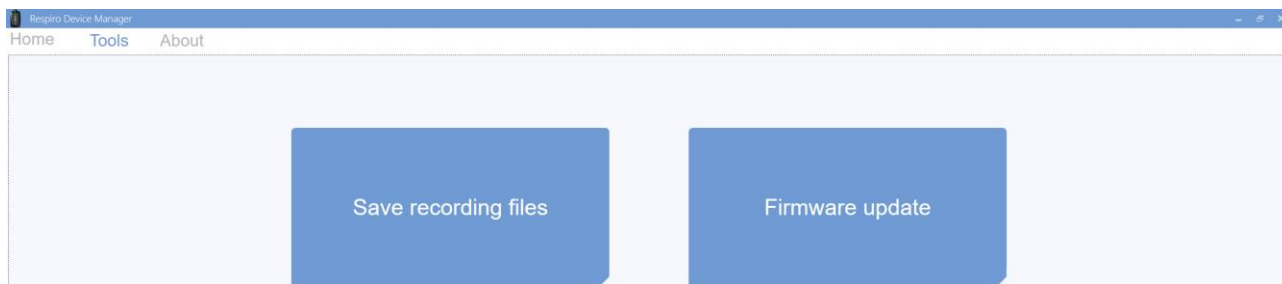 Respiro Device Manager
Home Tools About
Save recording files Firmware update